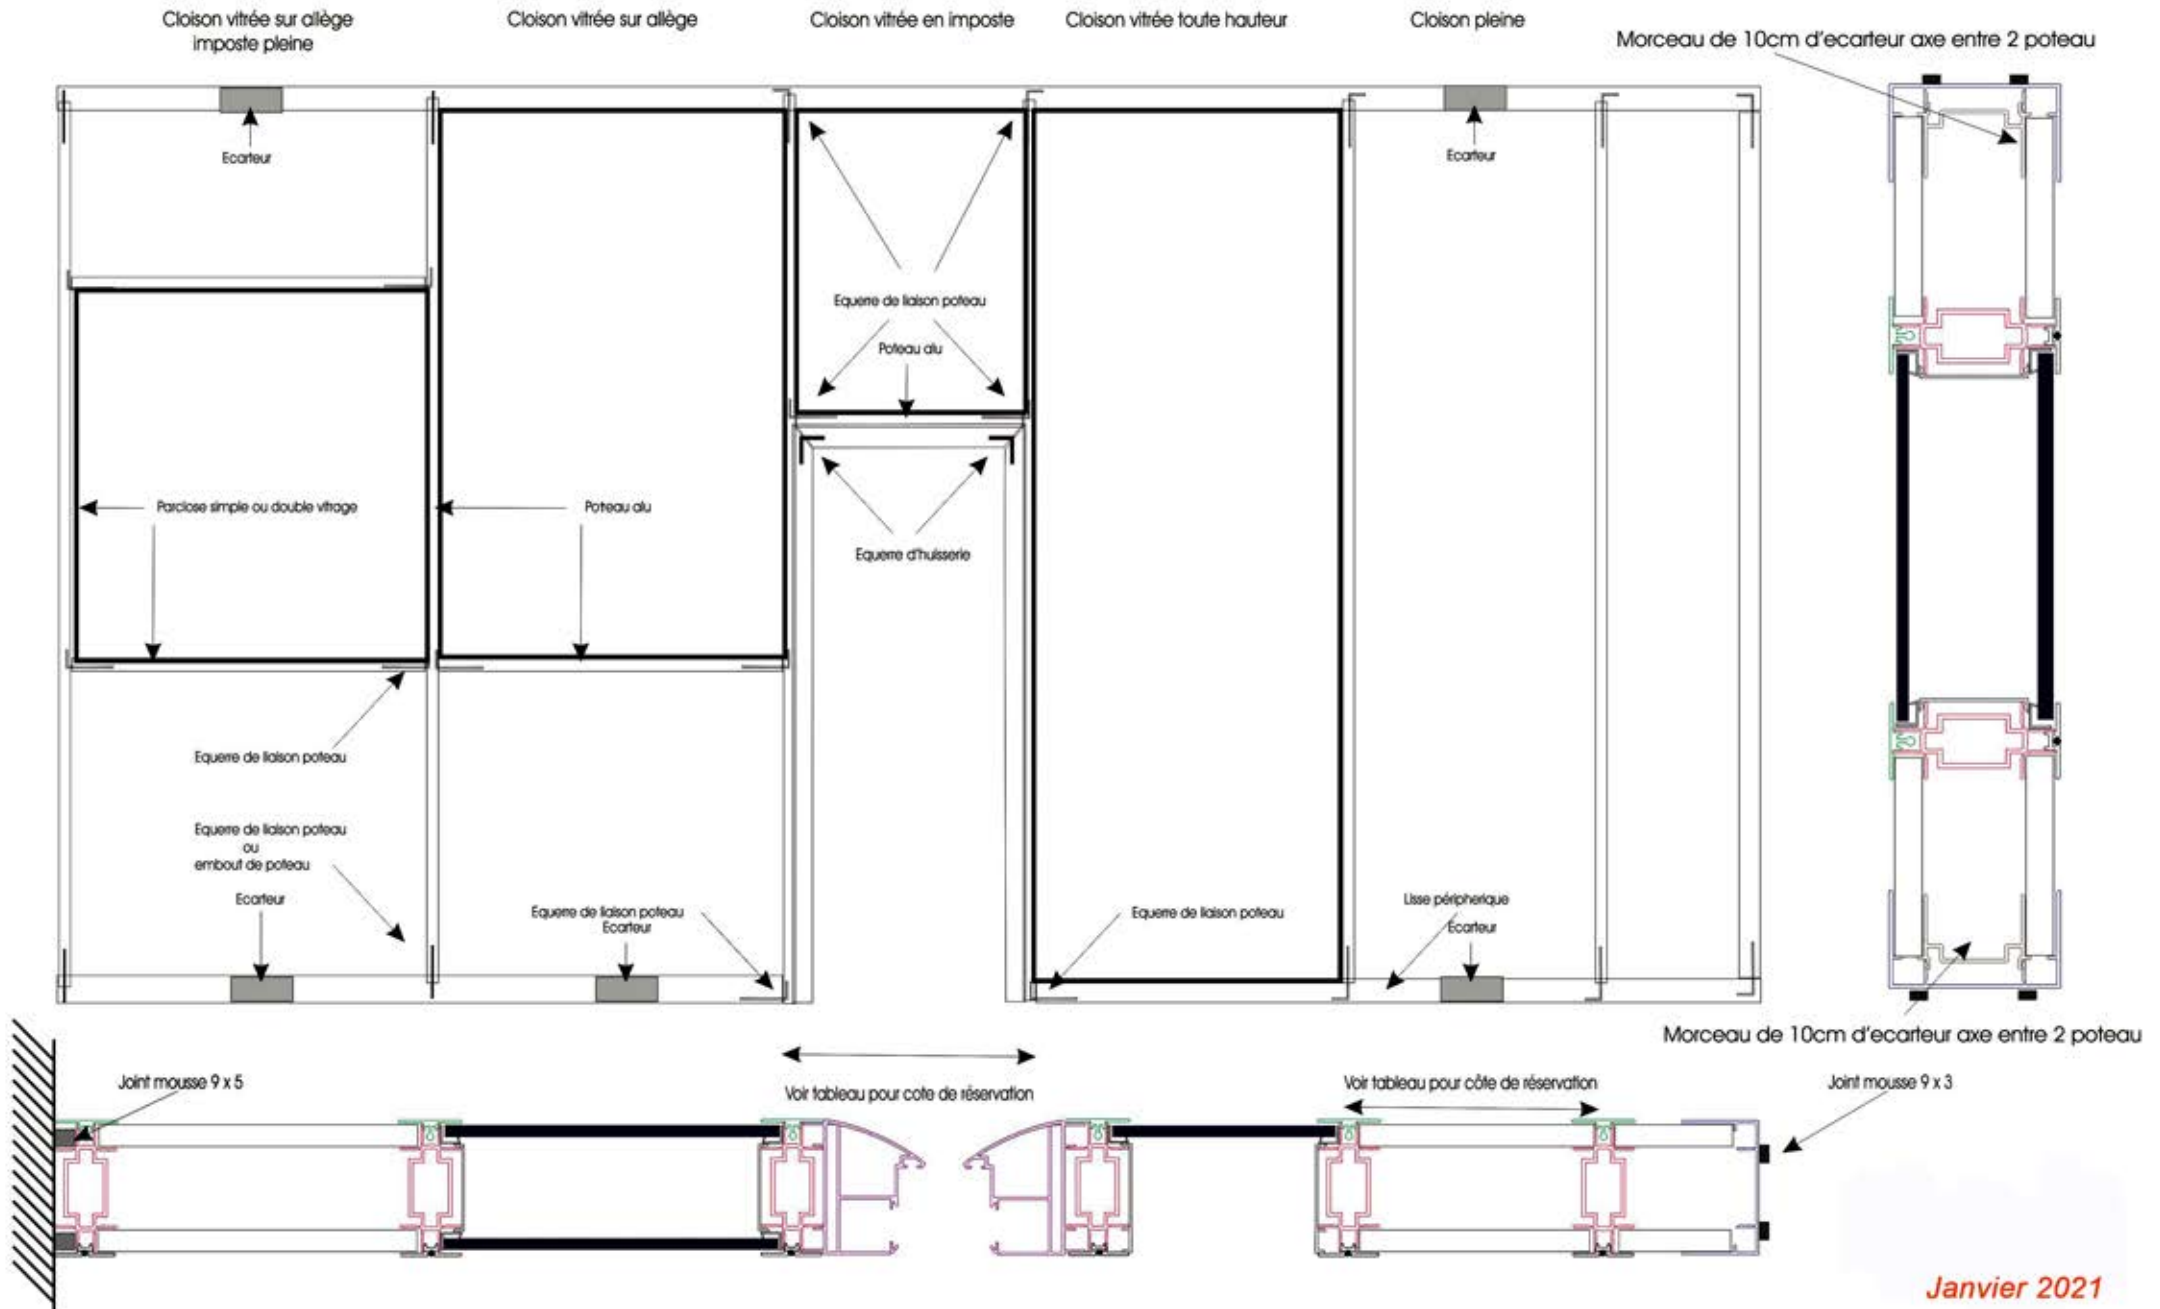 Cloison vitrée sur allège
imposte pleine
Cloison vitrée sur allège
Cloison vitrée en imposte
Cloison vitrée toute hauteur
Cloison pleine
Morceau de 10cm d'ecarteur axe entre 2 poteau
Ecarteur
Ecarteur
Equerre de liaison poteau
Poteau alu
Parclose simple ou double vitrage
Poteau alu
Equerre d'huisserie
Equerre de liaison poteau
Equerre de liaison poteau
ou
embout de poteau
Ecarteur
Equerre de liaison poteau
Ecarteur
Equerre de liaison poteau
Lisse péripherique
Ecarteur
Morceau de 10cm d'ecarteur axe entre 2 poteau
Joint mousse 9 x 5
Voir tableau pour cote de réservation
Voir tableau pour côte de réservation
Joint mousse 9 x 3
Janvier 2021